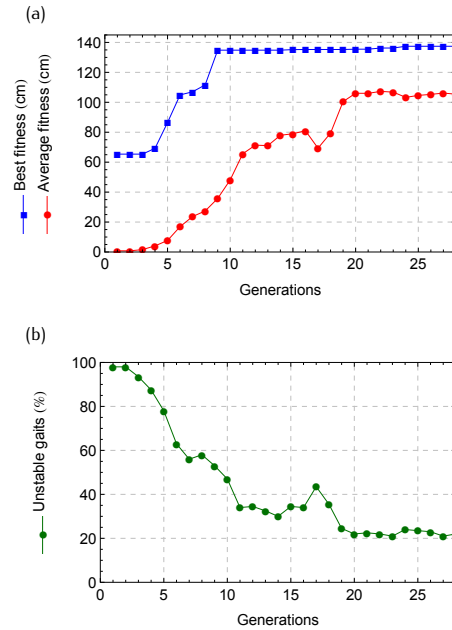 (a)
Best fitness (cm)
Average fitness (cm)
140
120
100
80
60
40
20
0
0 5 10 15 20 25
Generations
(b)
Unstable gaits (%)
100
80
60
40
20
0
0 5 10 15 20 25
Generations